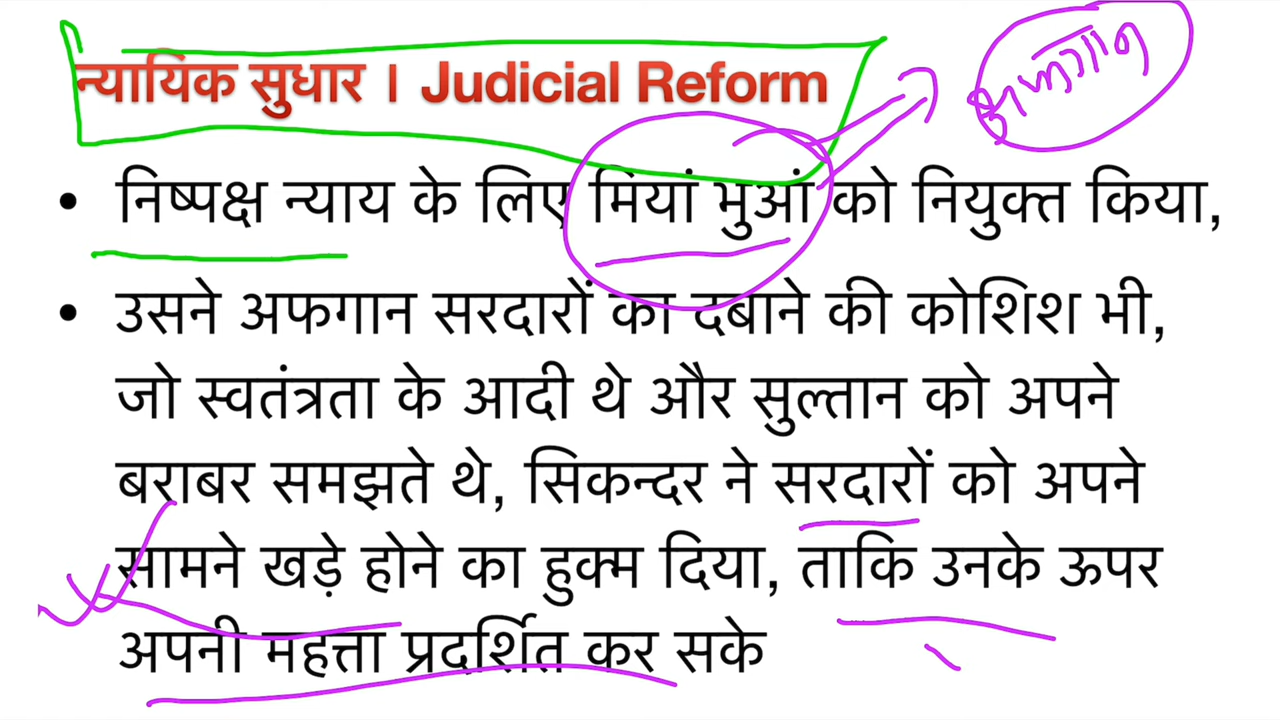 न्यायिक सुधार । Judicial Reform
अफगान
• निष्पक्ष न्याय के लिए मियां भुआं को नियुक्त किया,
• उसने अफगान सरदारों का दबाने की कोशिश भी,
जो स्वतंत्रता के आदी थे और सुल्तान को अपने
बराबर समझते थे, सिकन्दर ने सरदारों को अपने
सामने खड़े होने का हुक्म दिया, ताकि उनके ऊपर
अपनी महत्ता प्रदर्शित कर सके